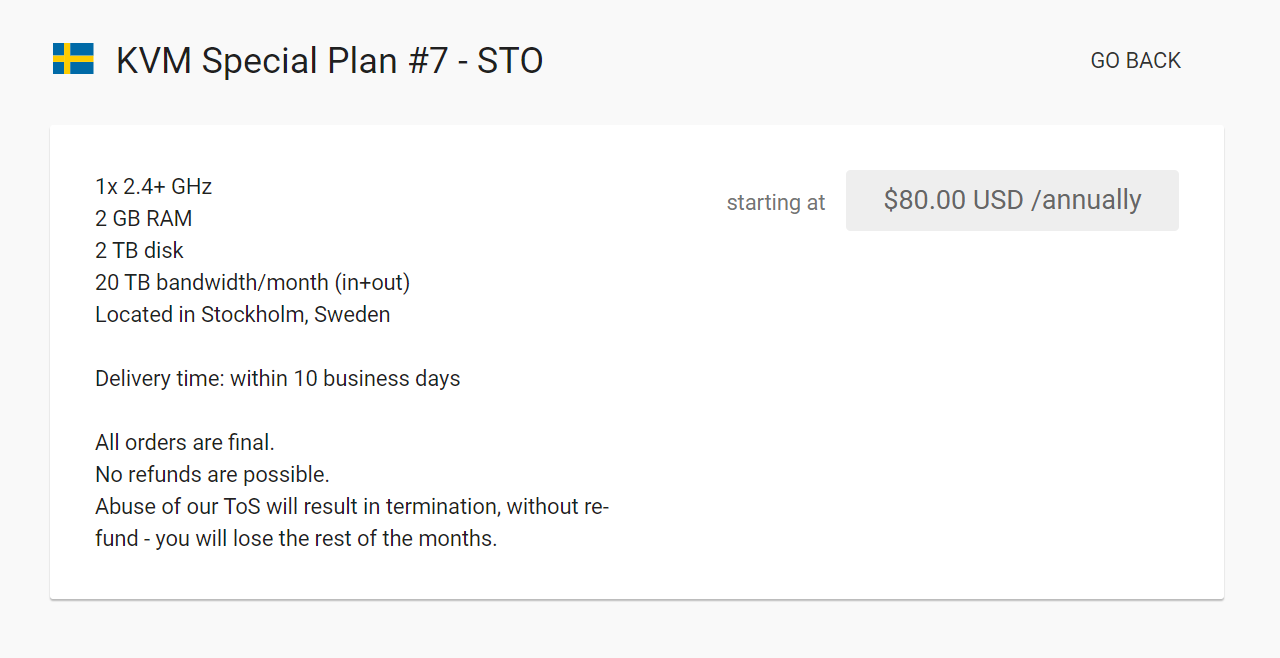 KVM Special Plan #7 - STO
GO BACK
1x 2.4+ GHz
starting at
$80.00 USD /annually
2 GB RAM
2 TB disk
20 TB bandwidth/month (in+out)
Located in Stockholm, Sweden
Delivery time: within 10 business days
All orders are final.
No refunds are possible.
Abuse of our ToS will result in termination, without re-
fund - you will lose the rest of the months.